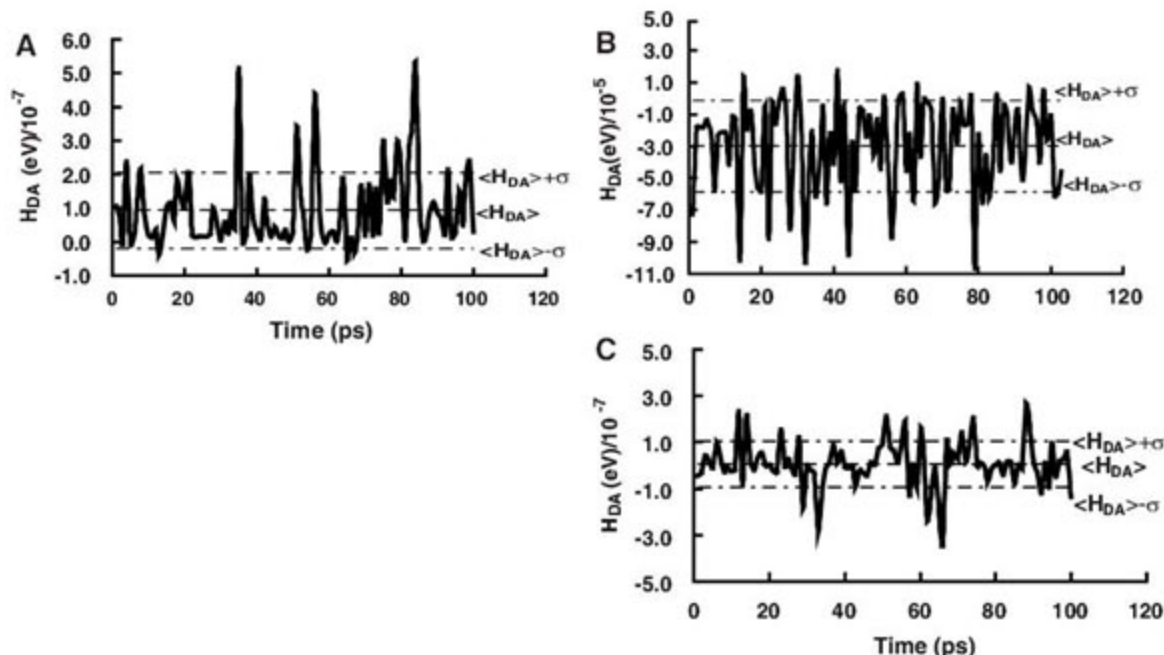 A
H_DA (eV)/10^-7
6.0
5.0
4.0
3.0
2.0
1.0
0.0
-1.0
<H_DA>+σ
<H_DA>
<H_DA>-σ
0 20 40 60 80 100 120
Time (ps)
B
H_DA(eV)/10^-5
5.0
3.0
1.0
-1.0
-3.0
-5.0
-7.0
-9.0
-11.0
<H_DA>+σ
<H_DA>
<H_DA>-σ
0 20 40 60 80 100 120
C
H_DA (eV)/10^-7
5.0
3.0
1.0
-1.0
-3.0
-5.0
<H_DA>+σ
<H_DA>
<H_DA>-σ
0 20 40 60 80 100 120
Time (ps)